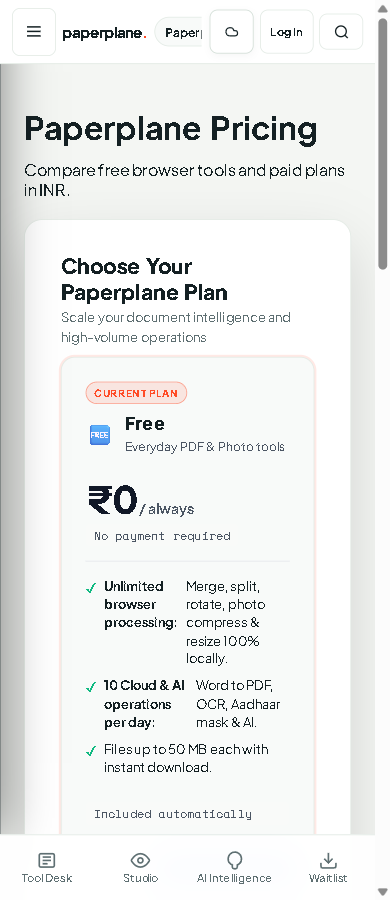 paperplane.
Paper
Log In
Paperplane Pricing
Compare free browser tools and paid plans
in INR.
Choose Your
Paperplane Plan
Scale your document intelligence and
high-volume operations
CURRENT PLAN
FREE
Free
Everyday PDF & Photo tools
₹0 / always
No payment required
✓ Unlimited browser processing: Merge, split, rotate, photo compress & resize 100% locally.
✓ 10 Cloud & AI operations per day: Word to PDF, OCR, Aadhaar mask & AI.
✓ Files up to 50 MB each with
instant download.
Included automatically
Tool Desk
Studio
AI Intelligence
Waitlist